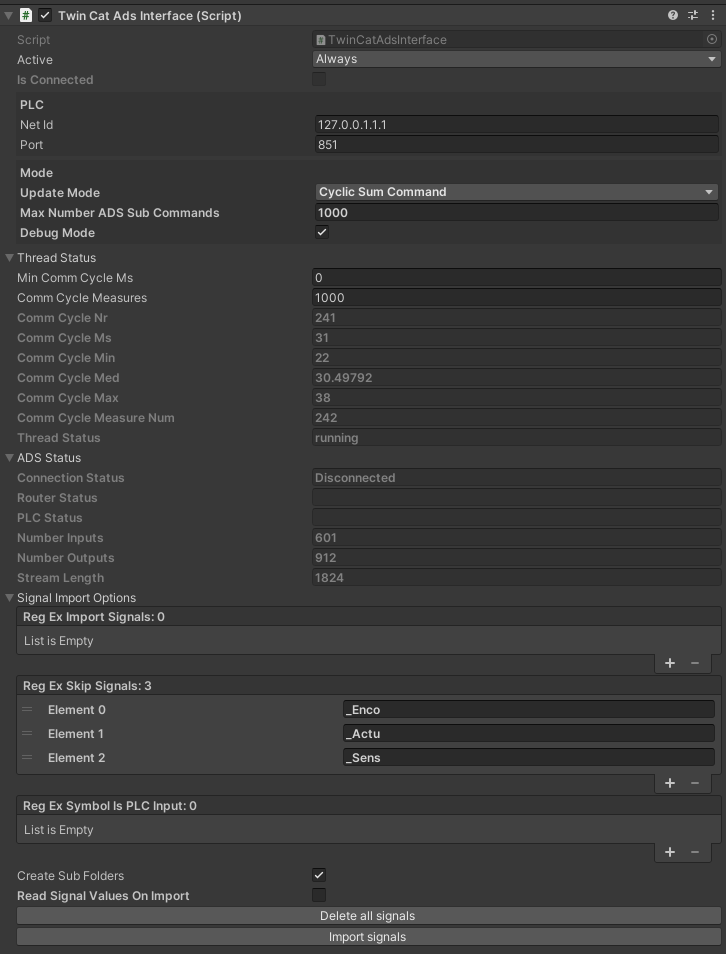 Twin Cat Ads Interface (Script)
Script TwinCatAdsInterface
Active Always
Is Connected
PLC
Net Id 127.0.0.1.1.1
Port 851
Mode
Update Mode Cyclic Sum Command
Max Number ADS Sub Commands 1000
Debug Mode
Thread Status
Min Comm Cycle Ms 0
Comm Cycle Measures 1000
Comm Cycle Nr 241
Comm Cycle Ms 31
Comm Cycle Min 22
Comm Cycle Med 30.49792
Comm Cycle Max 38
Comm Cycle Measure Num 242
Thread Status running
ADS Status
Connection Status Disconnected
Router Status
PLC Status
Number Inputs 601
Number Outputs 912
Stream Length 1824
Signal Import Options
Reg Ex Import Signals: 0
List is Empty
+ −
Reg Ex Skip Signals: 3
Element 0 _Enco
Element 1 _Actu
Element 2 _Sens
+ −
Reg Ex Symbol Is PLC Input: 0
List is Empty
+ −
Create Sub Folders
Read Signal Values On Import
Delete all signals
Import signals